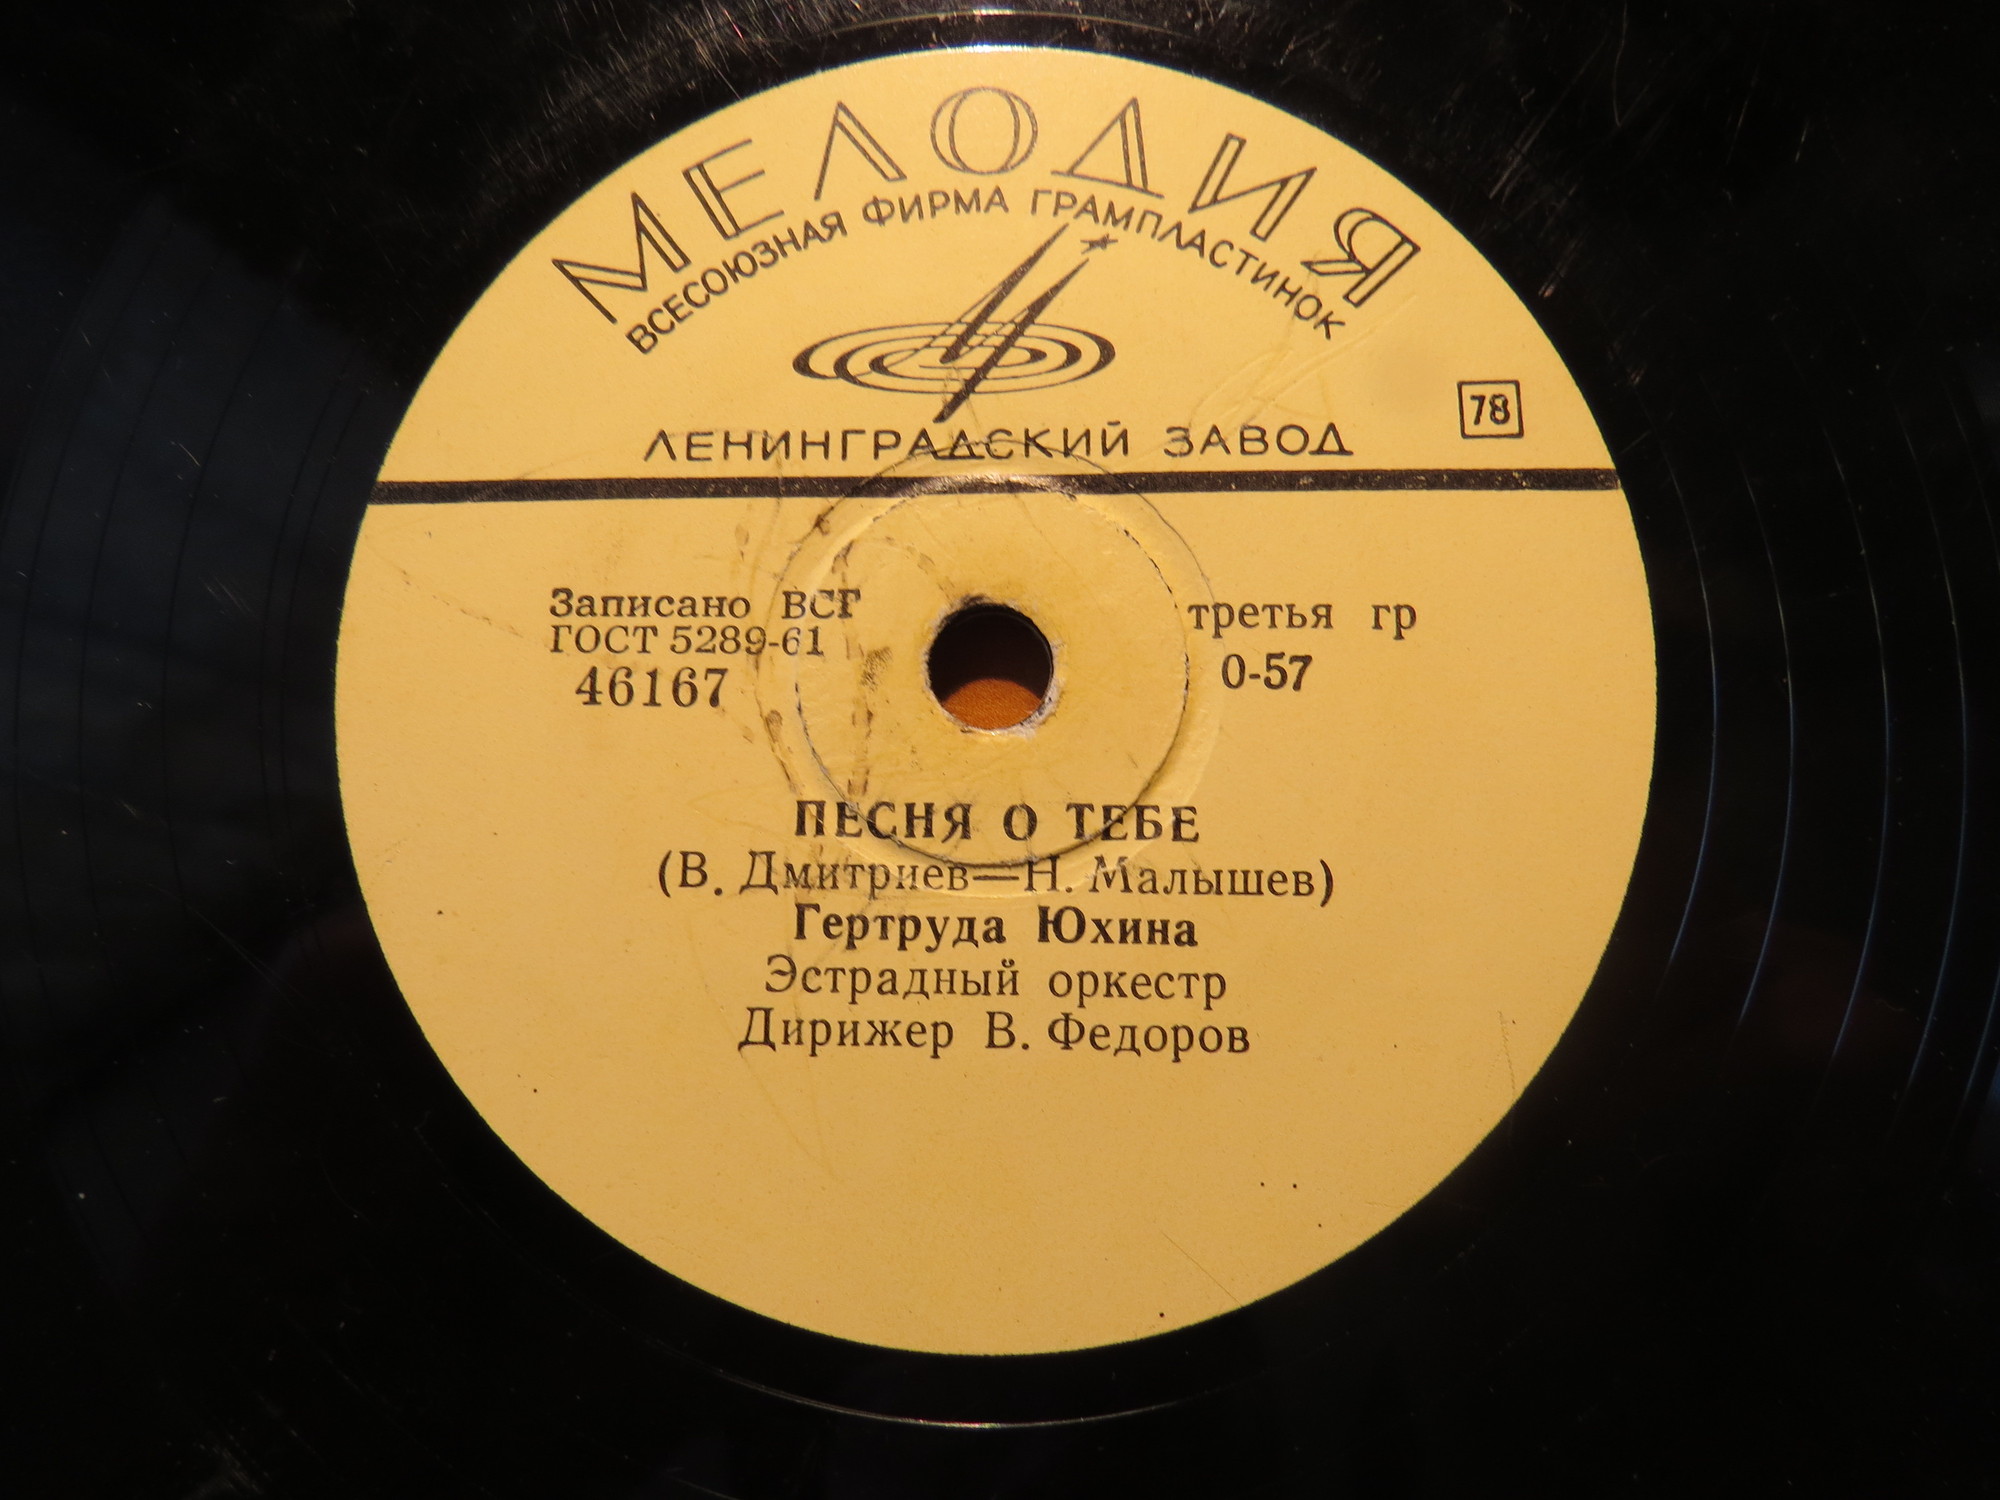 МЕЛОДИЯ
ВСЕСОЮЗНАЯ ФИРМА ГРАМПЛАСТИНОК
ЛЕНИНГРАДСКИЙ ЗАВОД
78
Записано ВСГ
ГОСТ 5289-61
46167
третья гр
0-57
ПЕСНЯ О ТЕБЕ
(В. Дмитриев—Н. Малышев)
Гертруда Юхина
Эстрадный оркестр
Дирижер В. Федоров